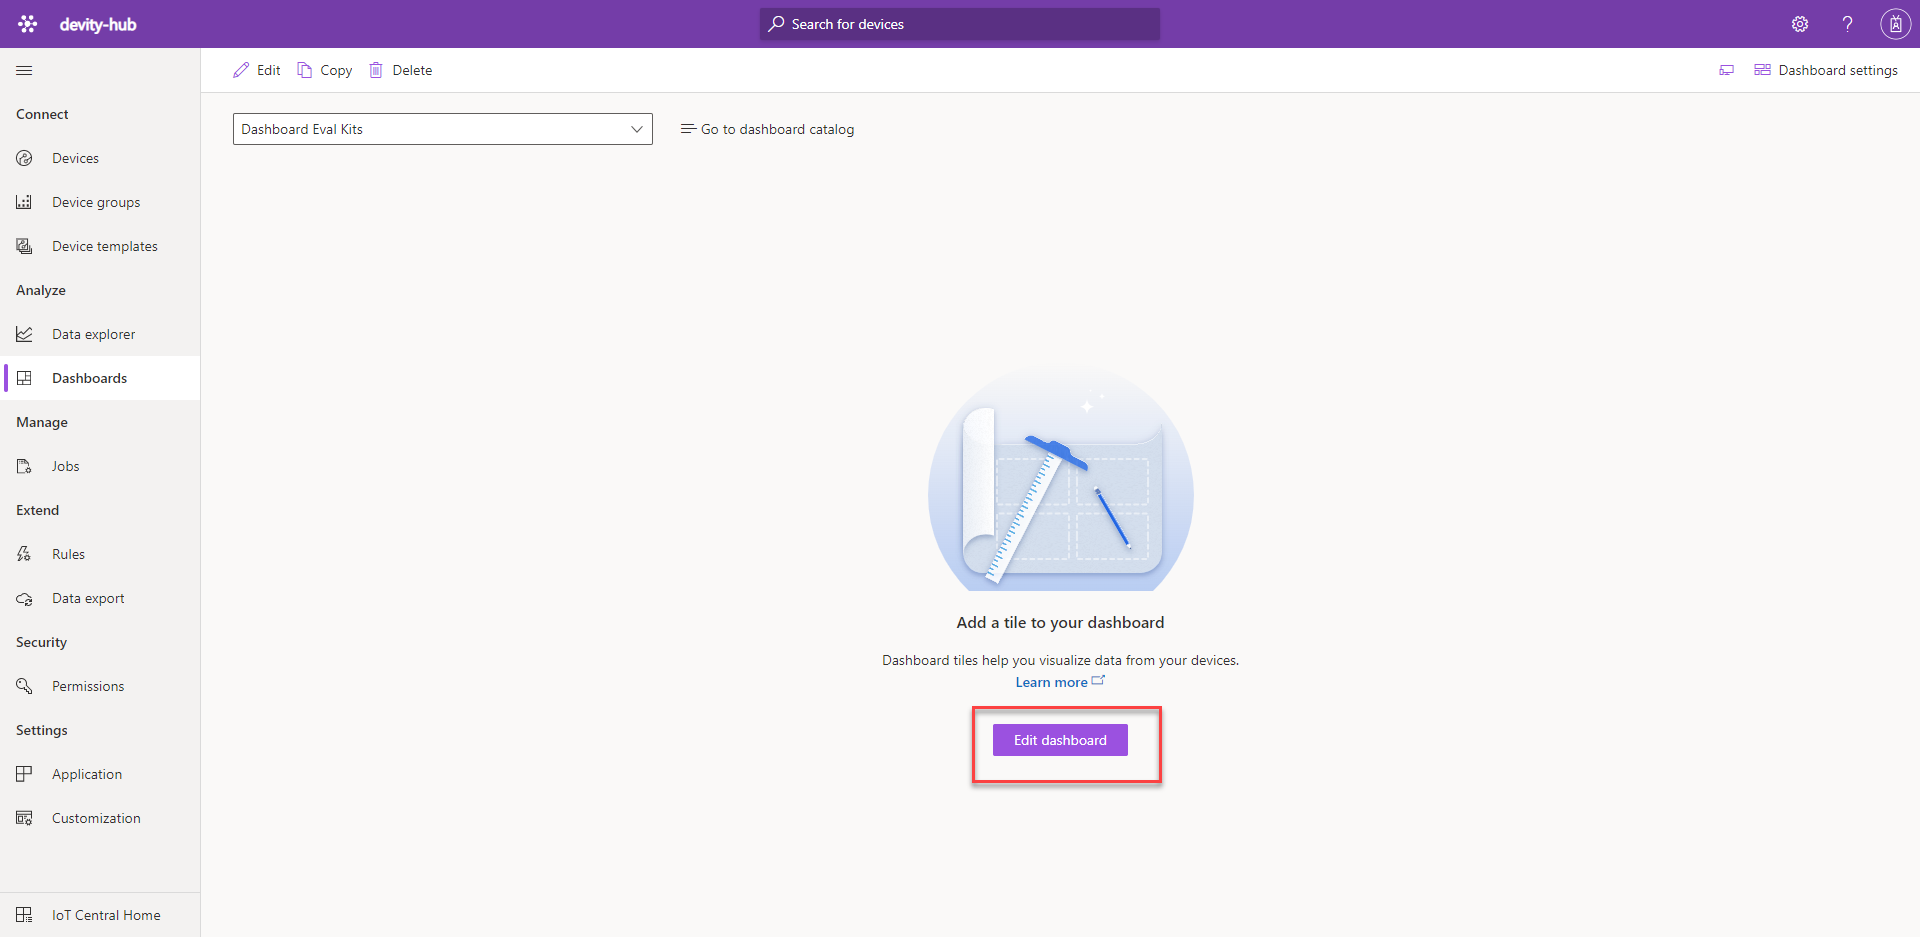 devity-hub
Search for devices
Edit
Copy
Delete
Dashboard settings
Connect
Devices
Device groups
Device templates
Analyze
Data explorer
Dashboards
Manage
Jobs
Extend
Rules
Data export
Security
Permissions
Settings
Application
Customization
IoT Central Home
Dashboard Eval Kits
Go to dashboard catalog
Add a tile to your dashboard
Dashboard tiles help you visualize data from your devices.
Learn more
Edit dashboard